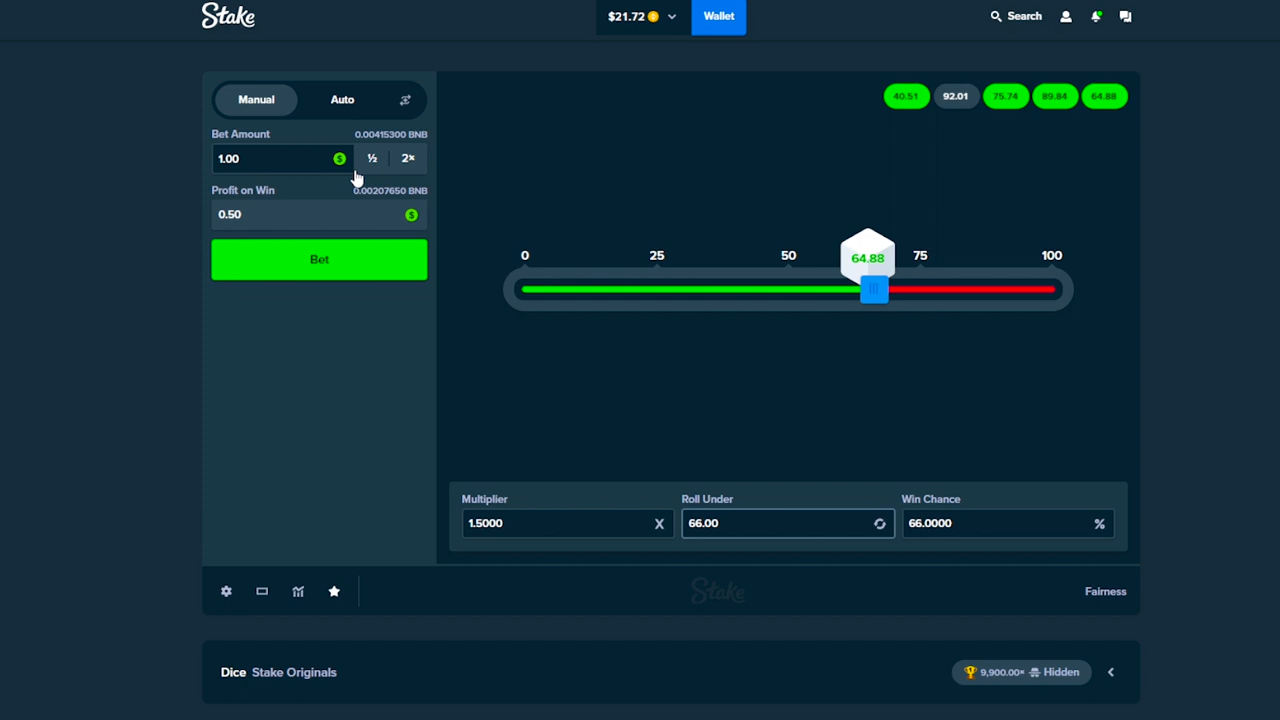 Stake
$21.72
Wallet
Search
Manual
Auto
Bet Amount
0.00415300 BNB
1.00
½
2×
Profit on Win
0.00207650 BNB
0.50
Bet
40.51
92.01
75.74
89.84
64.88
64.88
0
25
50
75
100
Multiplier
Roll Under
Win Chance
1.5000
X
66.00
66.0000
%
Stake
Fairness
Dice Stake Originals
9,900.00× Hidden